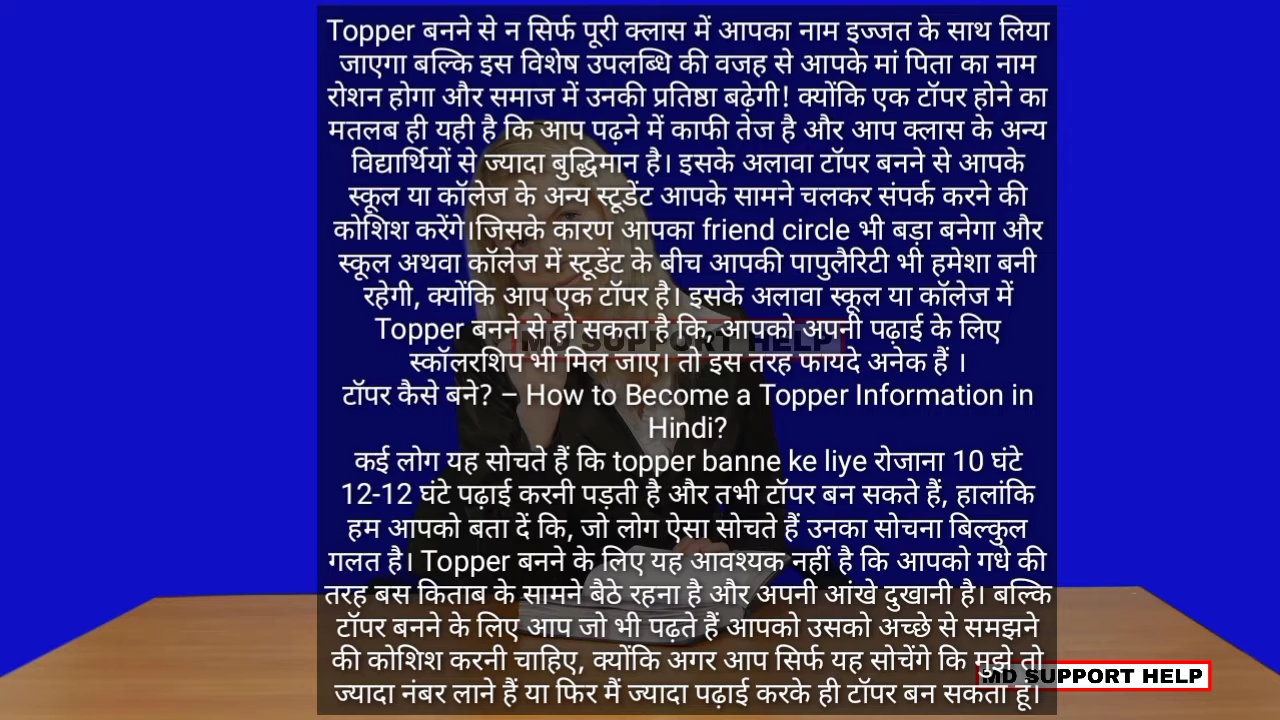 Topper बनने से न सिर्फ पूरी क्लास में आपका नाम इज्जत के साथ लिया
जाएगा बल्कि इस विशेष उपलब्धि की वजह से आपके मां पिता का नाम
रोशन होगा और समाज में उनकी प्रतिष्ठा बढ़ेगी! क्योंकि एक टॉपर होने का
मतलब ही यही है कि आप पढ़ने में काफी तेज है और आप क्लास के अन्य
विद्यार्थियों से ज्यादा बुद्धिमान है। इसके अलावा टॉपर बनने से आपके
स्कूल या कॉलेज के अन्य स्टूडेंट आपके सामने चलकर संपर्क करने की
कोशिश करेंगे।जिसके कारण आपका friend circle भी बड़ा बनेगा और
स्कूल अथवा कॉलेज में स्टूडेंट के बीच आपकी पापुलैरिटी भी हमेशा बनी
रहेगी, क्योंकि आप एक टॉपर है। इसके अलावा स्कूल या कॉलेज में
Topper बनने से हो सकता है कि, आपको अपनी पढ़ाई के लिए
MD SUPPORT HELP
स्कॉलरशिप भी मिल जाए। तो इस तरह फायदे अनेक हैं ।
टॉपर कैसे बने? – How to Become a Topper Information in
Hindi?
कई लोग यह सोचते हैं कि topper banne ke liye रोजाना 10 घंटे
12-12 घंटे पढ़ाई करनी पड़ती है और तभी टॉपर बन सकते हैं, हालांकि
हम आपको बता दें कि, जो लोग ऐसा सोचते हैं उनका सोचना बिल्कुल
गलत है। Topper बनने के लिए यह आवश्यक नहीं है कि आपको गधे की
तरह बस किताब के सामने बैठे रहना है और अपनी आंखे दुखानी है। बल्कि
टॉपर बनने के लिए आप जो भी पढ़ते हैं आपको उसको अच्छे से समझने
की कोशिश करनी चाहिए, क्योंकि अगर आप सिर्फ यह सोचेंगे कि मुझे तो
MD SUPPORT HELP
ज्यादा नंबर लाने हैं या फिर मैं ज्यादा पढ़ाई करके ही टॉपर बन सकता हूं।